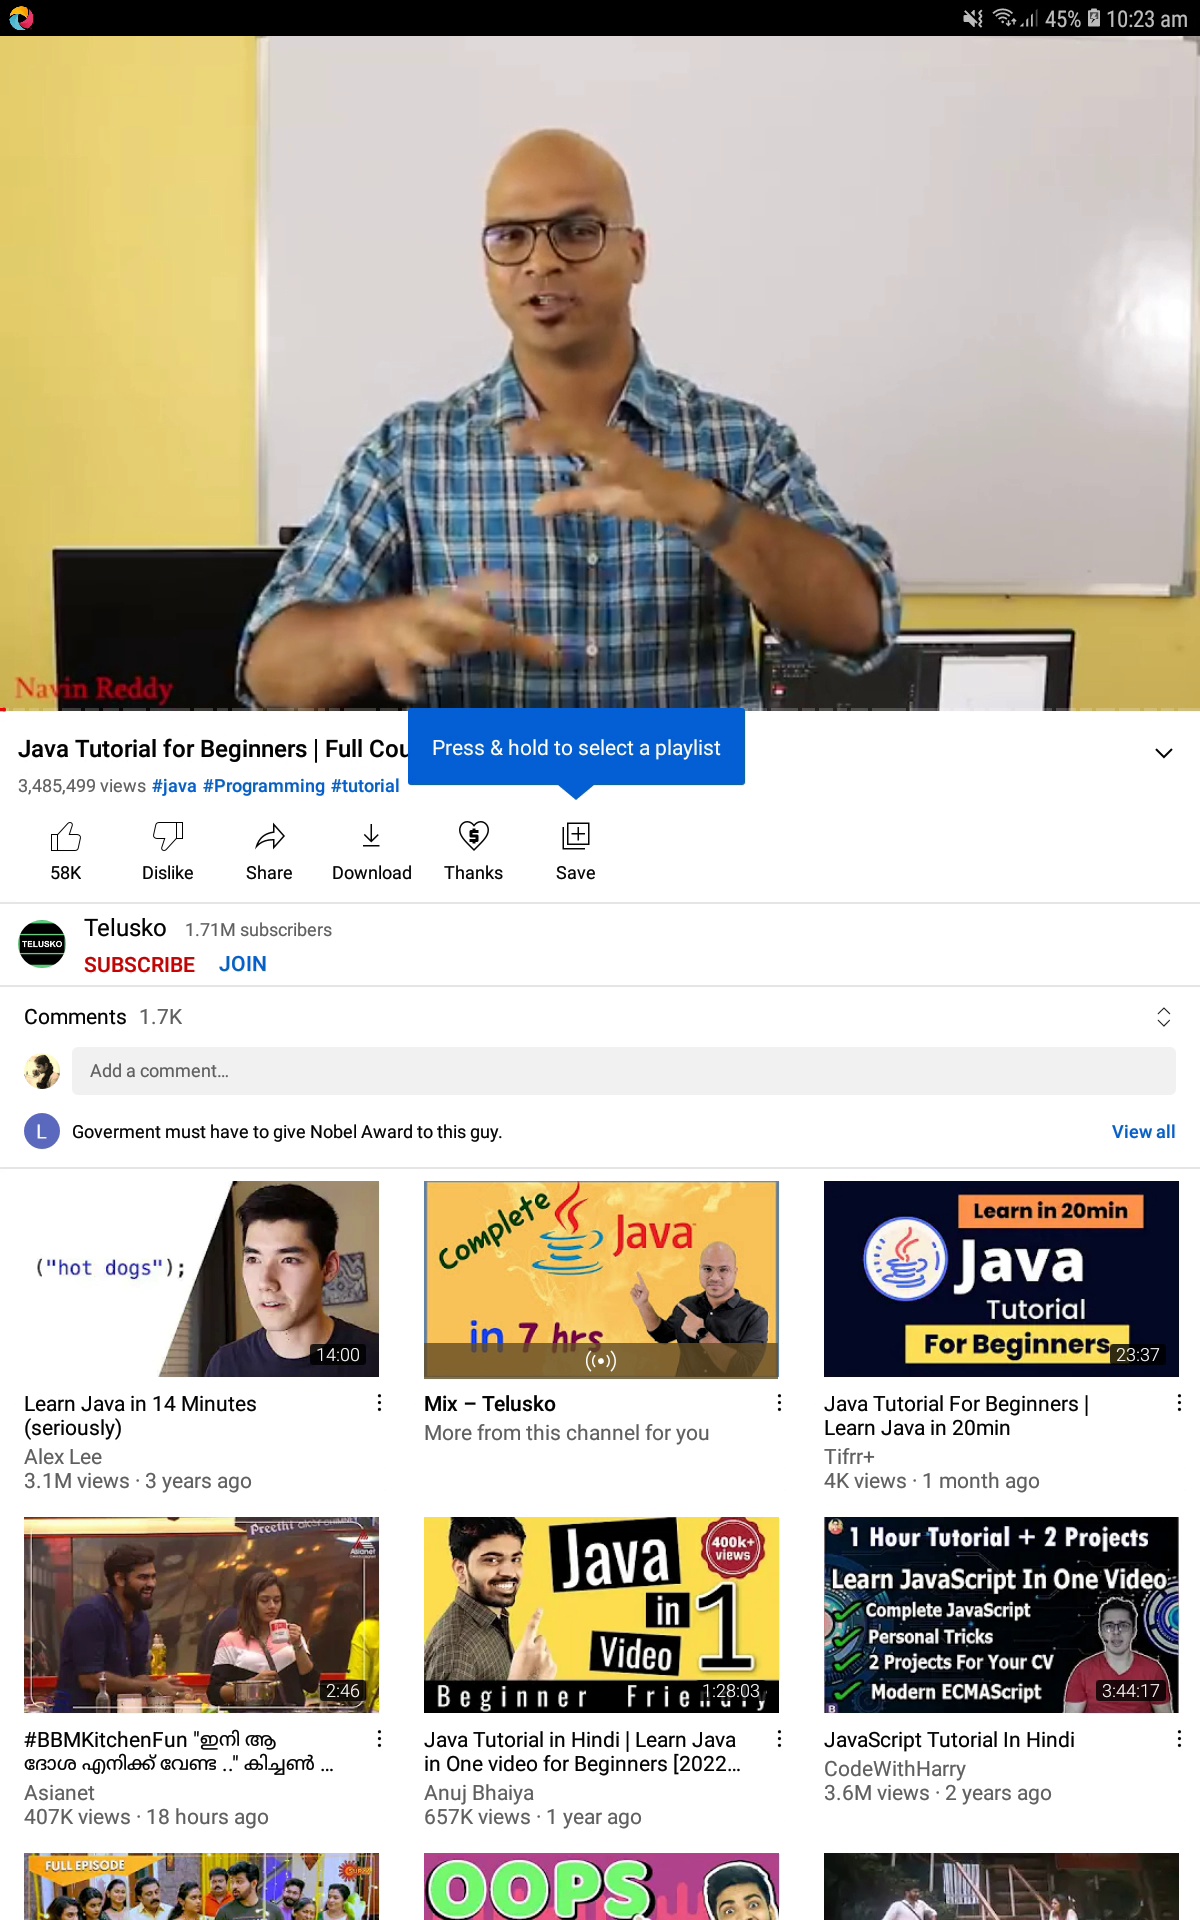 45% 10:23 am
Navin Reddy
Java Tutorial for Beginners | Full Cou
Press & hold to select a playlist
3,485,499 views #java #Programming #tutorial
58K Dislike Share Download Thanks Save
TELUSKO
Telusko 1.71M subscribers
SUBSCRIBE JOIN
Comments 1.7K
Add a comment...
L Goverment must have to give Nobel Award to this guy. View all
("hot dogs");
14:00
Learn Java in 14 Minutes
(seriously)
Alex Lee
3.1M views · 3 years ago
Complete Java
in 7 hrs
Mix – Telusko
More from this channel for you
Learn in 20min
Java
Tutorial
For Beginners
23:37
Java Tutorial For Beginners |
Learn Java in 20min
Tifrr+
4K views · 1 month ago
Preethi
Asianet
2:46
#BBMKitchenFun "ഇനി ആ
ദോശ എനിക്ക് വേണ്ട .." കിച്ചൺ ...
Asianet
407K views · 18 hours ago
Java
400k+
views
in 1
Video
Beginner
1:28:03
Java Tutorial in Hindi | Learn Java
in One video for Beginners [2022...
Anuj Bhaiya
657K views · 1 year ago
1 Hour Tutorial + 2 Projects
Learn JavaScript In One Video
Complete JavaScript
Personal Tricks
2 Projects For Your CV
Modern ECMAScript
3:44:17
B
JavaScript Tutorial In Hindi
CodeWithHarry
3.6M views · 2 years ago
FULL EPISODE
OOPS